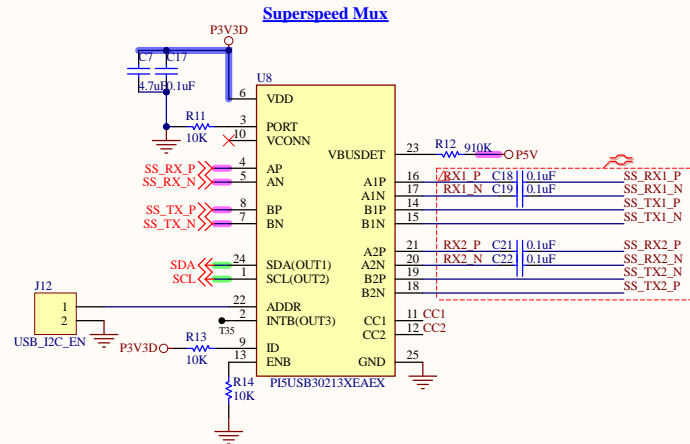 Superspeed Mux
P3V3D
C7 C17
4.7uF 0.1uF
U8
6 VDD
R11
10K
3 PORT
10 VCONN
VBUSDET 23 R12 910K P5V
SS_RX_P 4 AP
SS_RX_N 5 AN
A1P 16 RX1_P C18 0.1uF SS_RX1_P
A1N 17 RX1_N C19 0.1uF SS_RX1_N
SS_TX_P 8 BP
SS_TX_N 7 BN
B1P 14 SS_TX1_P
B1N 15 SS_TX1_N
A2P 21 RX2_P C21 0.1uF SS_RX2_P
SDA 24 SDA(OUT1)
A2N 20 RX2_N C22 0.1uF SS_RX2_N
SCL 1 SCL(OUT2)
B2P 19 SS_TX2_N
B2N 18 SS_TX2_P
J12
1
2
USB_I2C_EN
22 ADDR
T35 2 INTB(OUT3)
CC1 11 CC1
CC2 12 CC2
P3V3D R13 10K 9 ID
13 ENB
GND 25
R14
10K
PI5USB30213XEAEX